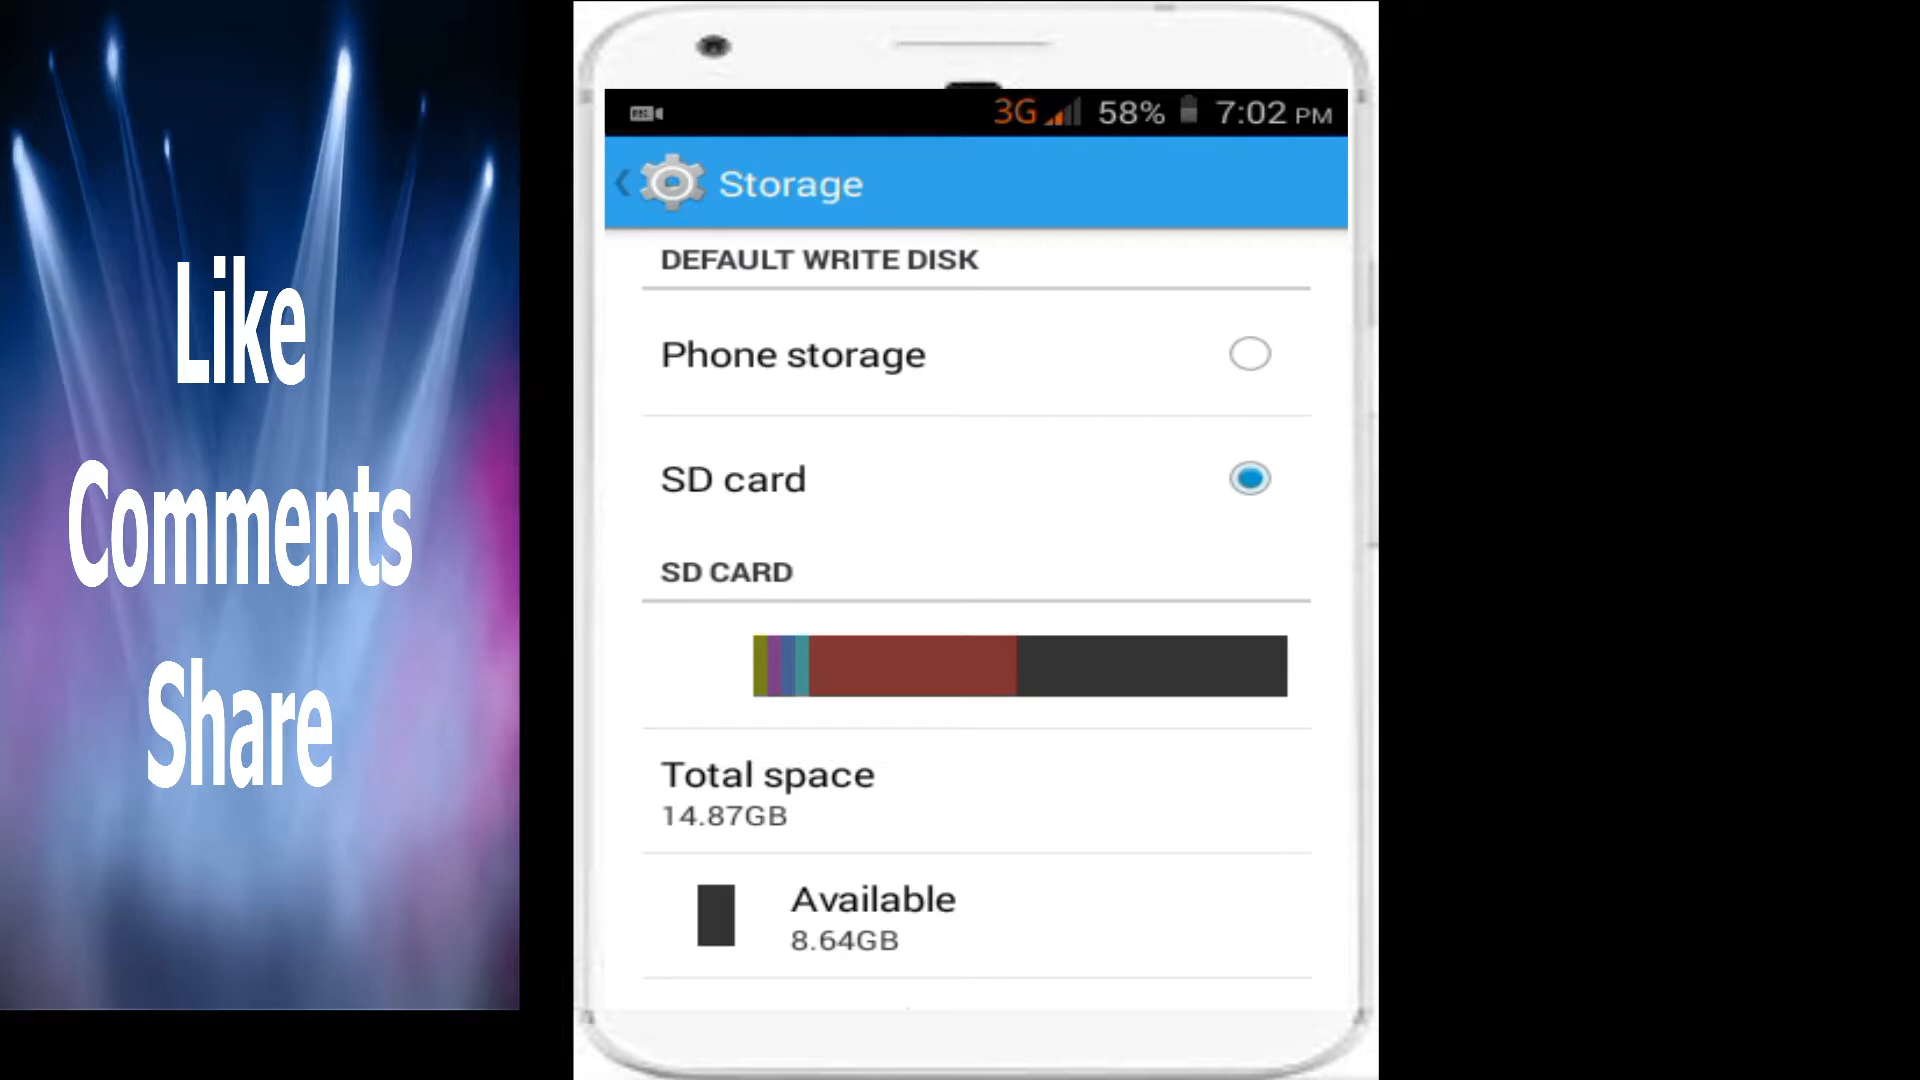 Like
Comments
Share
3G 58% 7:02 PM
Storage
DEFAULT WRITE DISK
Phone storage
SD card
SD CARD
Total space
14.87GB
Available
8.64GB